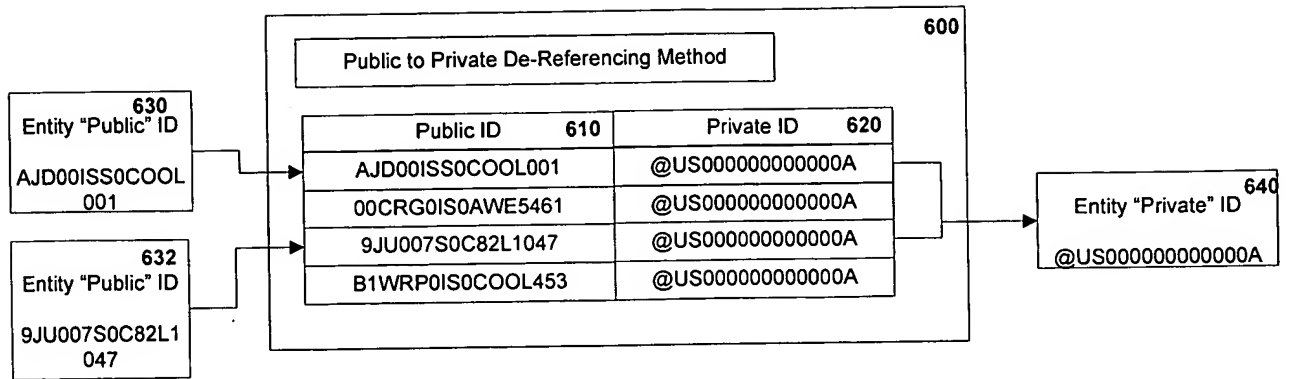 600
Public to Private De-Referencing Method
630
Entity “Public” ID
AJD00ISS0COOL
001
632
Entity “Public” ID
9JU007S0C82L1
047
Public ID 610 Private ID 620
AJD00ISS0COOL001 @US000000000000A
00CRG0IS0AWE5461 @US000000000000A
9JU007S0C82L1047 @US000000000000A
B1WRP0IS0COOL453 @US000000000000A
640
Entity “Private” ID
@US000000000000A